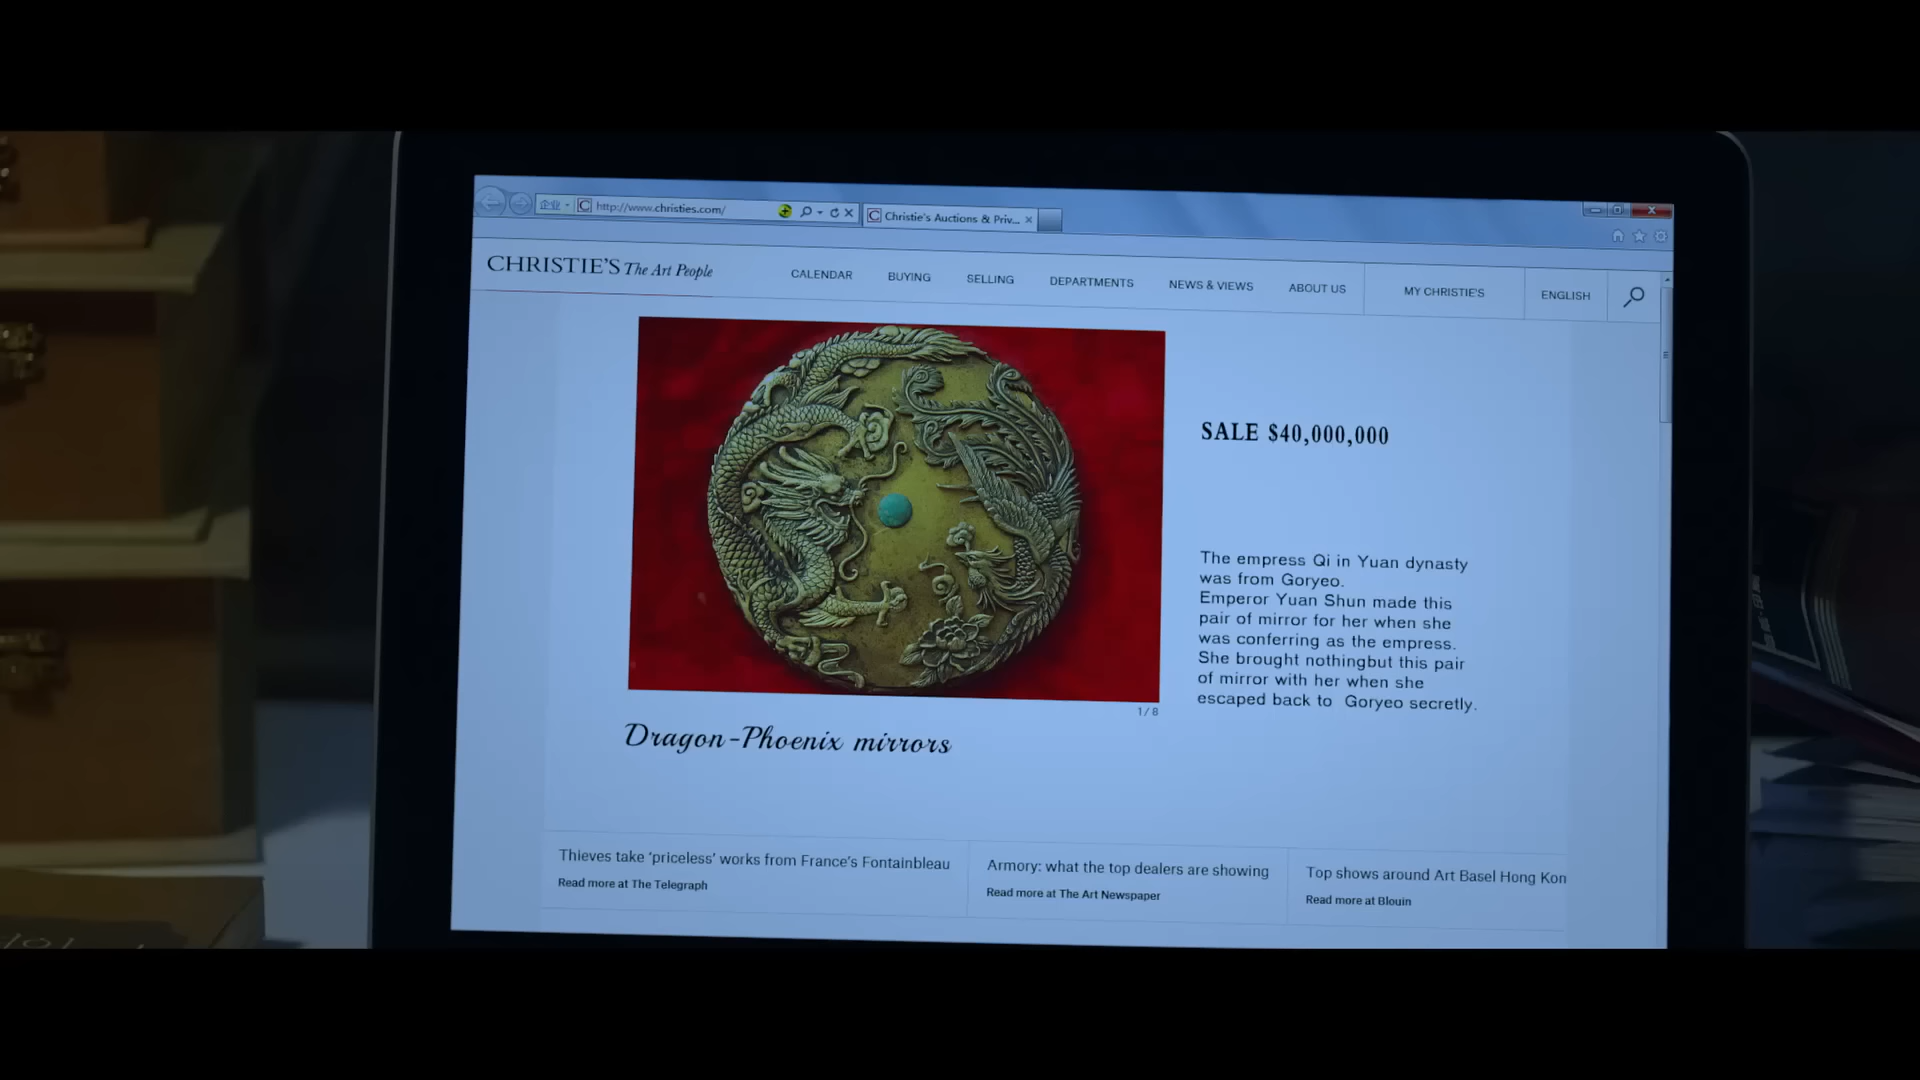 企业
http://www.christies.com/
Christie's Auctions & Priv...
CHRISTIE'S The Art People
CALENDAR
BUYING
SELLING
DEPARTMENTS
NEWS & VIEWS
ABOUT US
MY CHRISTIE'S
ENGLISH
SALE $40,000,000
The empress Qi in Yuan dynasty
was from Goryeo.
Emperor Yuan Shun made this
pair of mirror for her when she
was conferring as the empress.
She brought nothingbut this pair
of mirror with her when she
escaped back to Goryeo secretly.
1/8
Dragon-Phoenix mirrors
Thieves take ‘priceless’ works from France's Fontainbleau
Read more at The Telegraph
Armory: what the top dealers are showing
Read more at The Art Newspaper
Top shows around Art Basel Hong Kon
Read more at Blouin